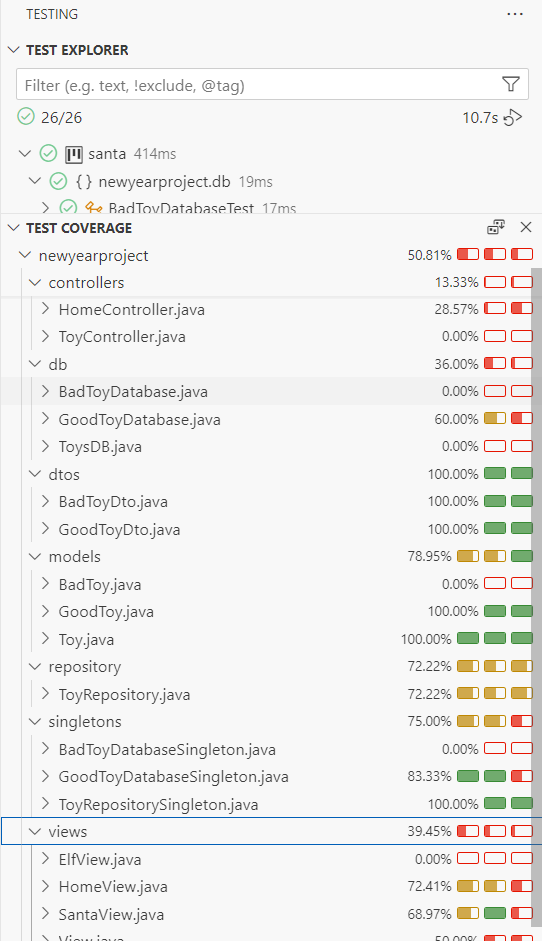 TESTING
TEST EXPLORER
Filter (e.g. text, !exclude, @tag)
26/26 10.7s
santa 414ms
{ } newyearproject.db 19ms
BadToyDatabaseTest 17ms
TEST COVERAGE
newyearproject 50.81%
controllers 13.33%
HomeController.java 28.57%
ToyController.java 0.00%
db 36.00%
BadToyDatabase.java 0.00%
GoodToyDatabase.java 60.00%
ToysDB.java 0.00%
dtos 100.00%
BadToyDto.java 100.00%
GoodToyDto.java 100.00%
models 78.95%
BadToy.java 0.00%
GoodToy.java 100.00%
Toy.java 100.00%
repository 72.22%
ToyRepository.java 72.22%
singletons 75.00%
BadToyDatabaseSingleton.java 0.00%
GoodToyDatabaseSingleton.java 83.33%
ToyRepositorySingleton.java 100.00%
views 39.45%
ElfView.java 0.00%
HomeView.java 72.41%
SantaView.java 68.97%
View.java 50.00%